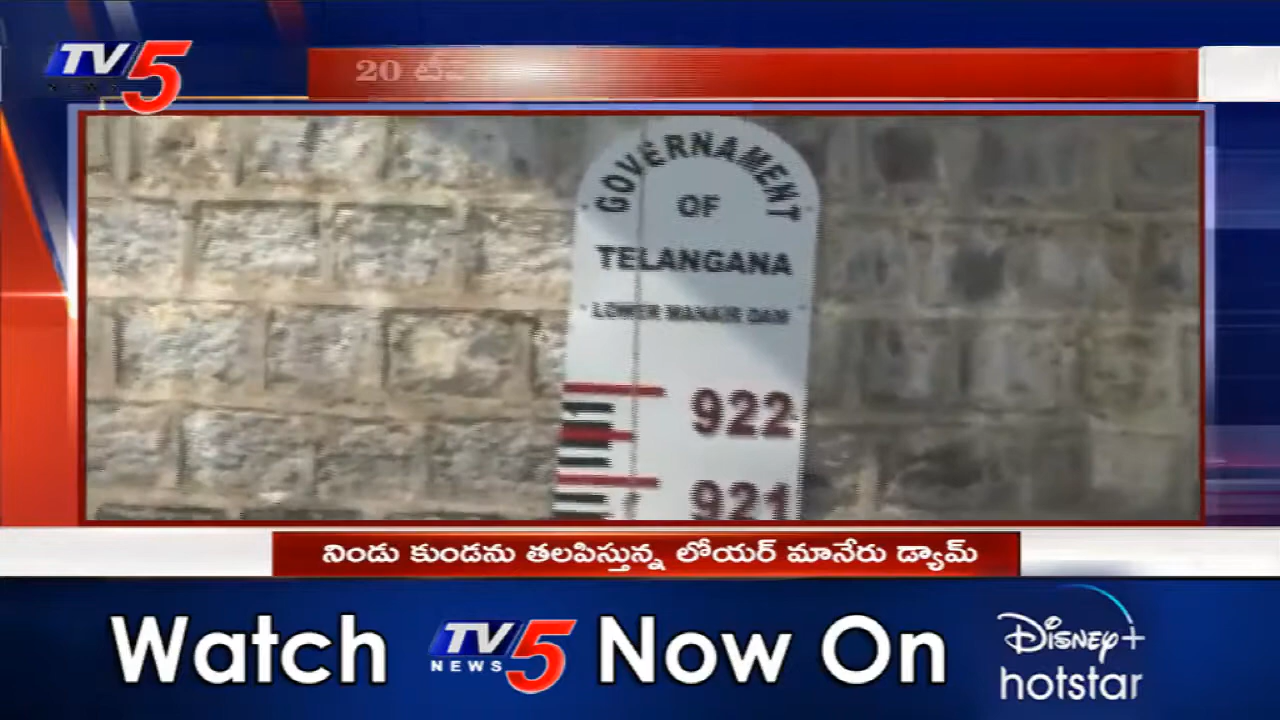 TV5
NEWS
20
GOVERNAMENT
OF
TELANGANA
LOWER MANAIR DAM
922
921
నిండు కుండను తలపిస్తున్న లోయర్ మానేరు డ్యామ్
Watch TV5 NEWS Now On Disney+ hotstar